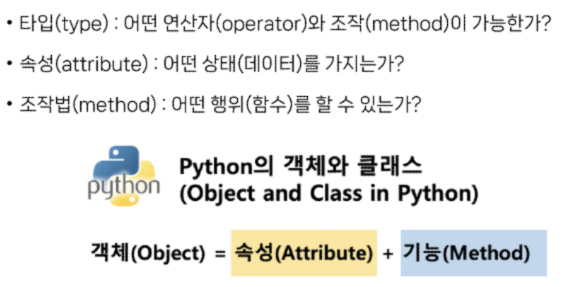 • 타입(type) : 어떤 연산자(operator)와 조작(method)이 가능한가?
• 속성(attribute) : 어떤 상태(데이터)를 가지는가?
• 조작법(method) : 어떤 행위(함수)를 할 수 있는가?
python
Python의 객체와 클래스
(Object and Class in Python)
객체(Object) = 속성(Attribute) + 기능(Method)